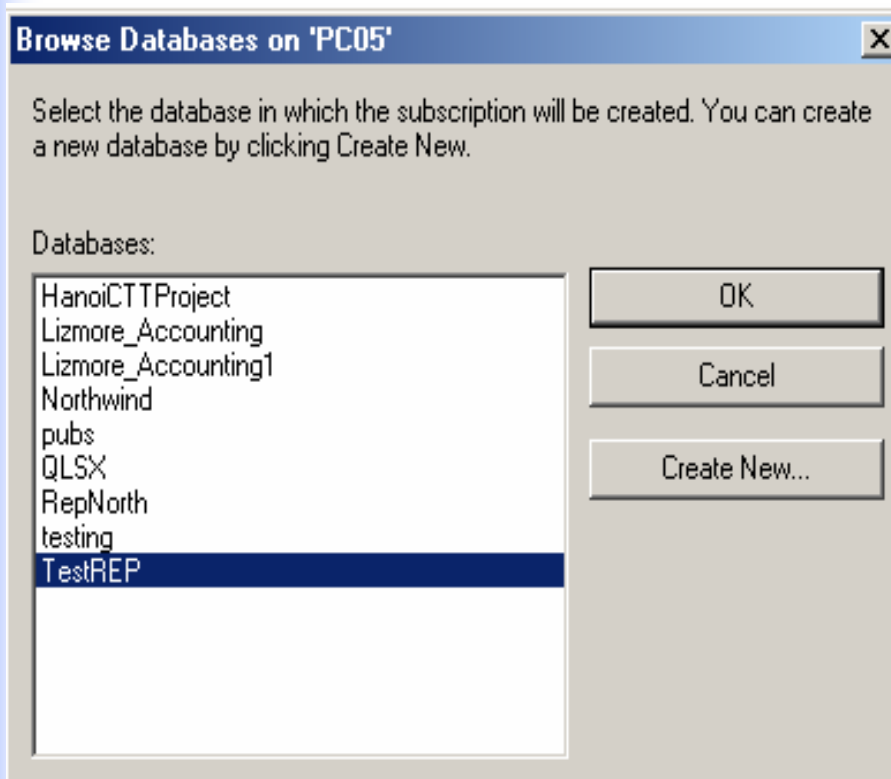 Browse Databases on 'PC05'
Select the database in which the subscription will be created. You can create
a new database by clicking Create New.
Databases:
HanoiCTTProject
Lizmore_Accounting
Lizmore_Accounting1
Northwind
pubs
QLSX
RepNorth
testing
TestREP
OK
Cancel
Create New...